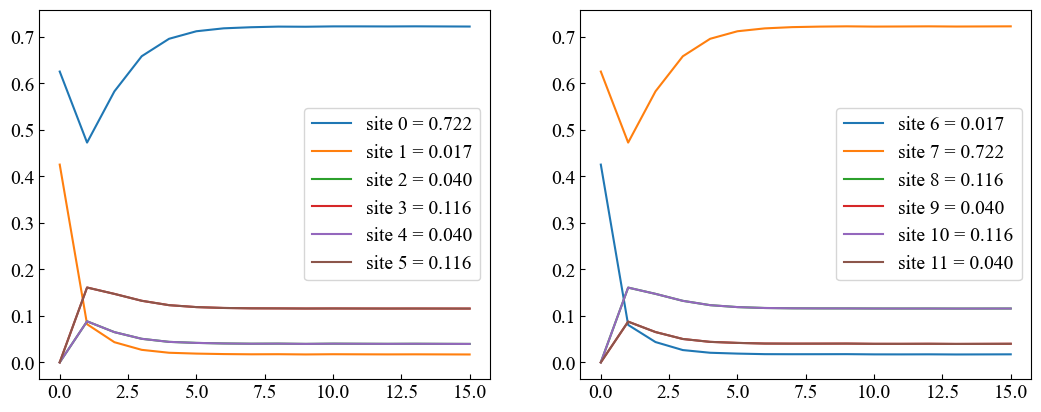 0.7
0.6
0.5
0.4
0.3
0.2
0.1
0.0
site 0 = 0.722
site 1 = 0.017
site 2 = 0.040
site 3 = 0.116
site 4 = 0.040
site 5 = 0.116
0.0 2.5 5.0 7.5 10.0 12.5 15.0
0.7
0.6
0.5
0.4
0.3
0.2
0.1
0.0
site 6 = 0.017
site 7 = 0.722
site 8 = 0.116
site 9 = 0.040
site 10 = 0.116
site 11 = 0.040
0.0 2.5 5.0 7.5 10.0 12.5 15.0